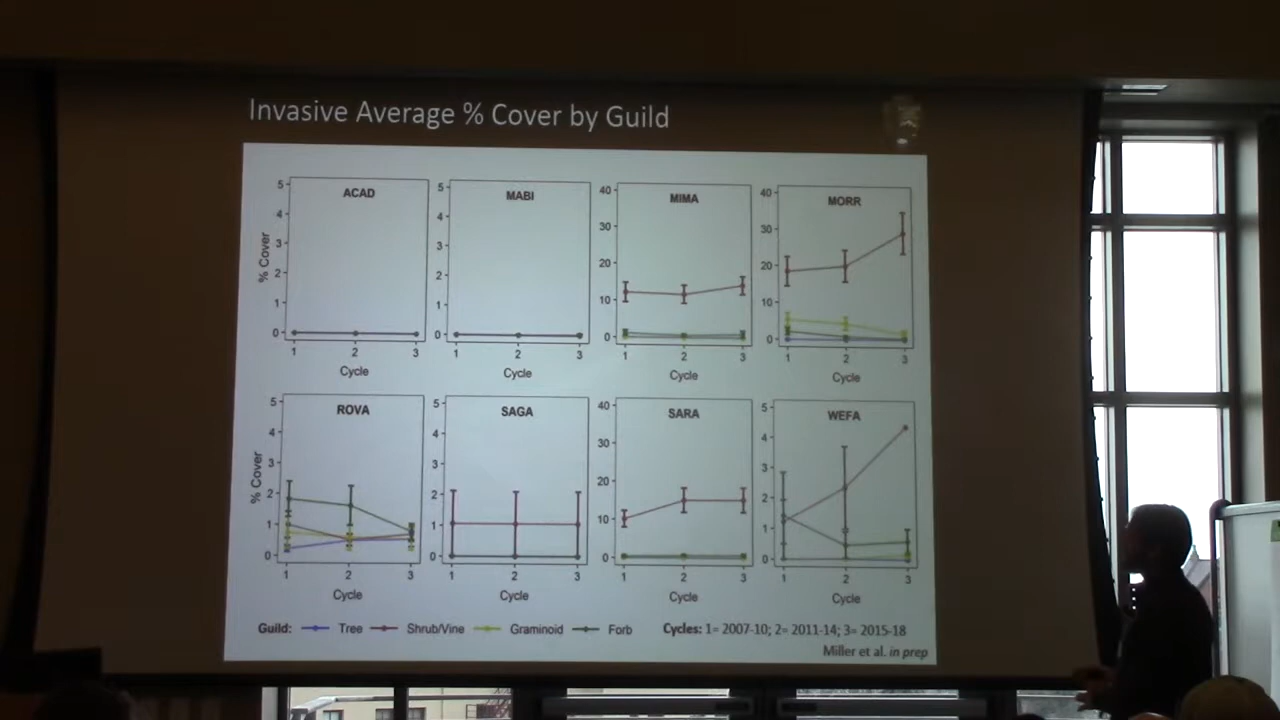 Invasive Average % Cover by Guild
ACAD
MABI
MIMA
MORR
% Cover
5
4
3
2
1
0
1 2 3
Cycle
5
4
3
2
1
0
1 2 3
Cycle
40
30
20
10
0
1 2 3
Cycle
40
30
20
10
0
1 2 3
Cycle
ROVA
SAGA
SARA
WEFA
% Cover
5
4
3
2
1
0
1 2 3
Cycle
5
4
3
2
1
0
1 2 3
Cycle
40
30
20
10
0
1 2 3
Cycle
5
4
3
2
1
0
1 2 3
Cycle
Guild: Tree Shrub/Vine Graminoid Forb
Cycles: 1= 2007-10; 2= 2011-14; 3= 2015-18
Miller et al. in prep